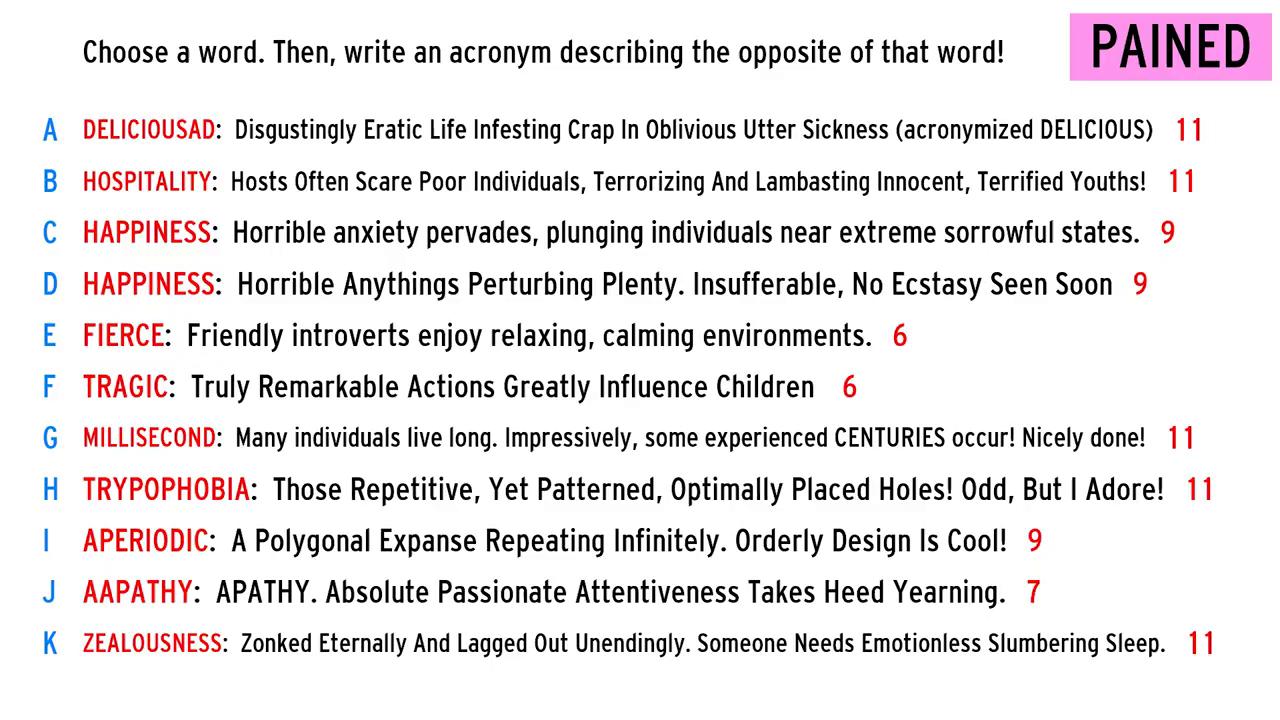 Choose a word. Then, write an acronym describing the opposite of that word!
PAINED
A DELICIOUSAD: Disgustingly Eratic Life Infesting Crap In Oblivious Utter Sickness (acronymized DELICIOUS) 11
B HOSPITALITY: Hosts Often Scare Poor Individuals, Terrorizing And Lambasting Innocent, Terrified Youths! 11
C HAPPINESS: Horrible anxiety pervades, plunging individuals near extreme sorrowful states. 9
D HAPPINESS: Horrible Anythings Perturbing Plenty. Insufferable, No Ecstasy Seen Soon 9
E FIERCE: Friendly introverts enjoy relaxing, calming environments. 6
F TRAGIC: Truly Remarkable Actions Greatly Influence Children 6
G MILLISECOND: Many individuals live long. Impressively, some experienced CENTURIES occur! Nicely done! 11
H TRYPOPHOBIA: Those Repetitive, Yet Patterned, Optimally Placed Holes! Odd, But I Adore! 11
I APERIODIC: A Polygonal Expanse Repeating Infinitely. Orderly Design Is Cool! 9
J AAPATHY: APATHY. Absolute Passionate Attentiveness Takes Heed Yearning. 7
K ZEALOUSNESS: Zonked Eternally And Lagged Out Unendingly. Someone Needs Emotionless Slumbering Sleep. 11